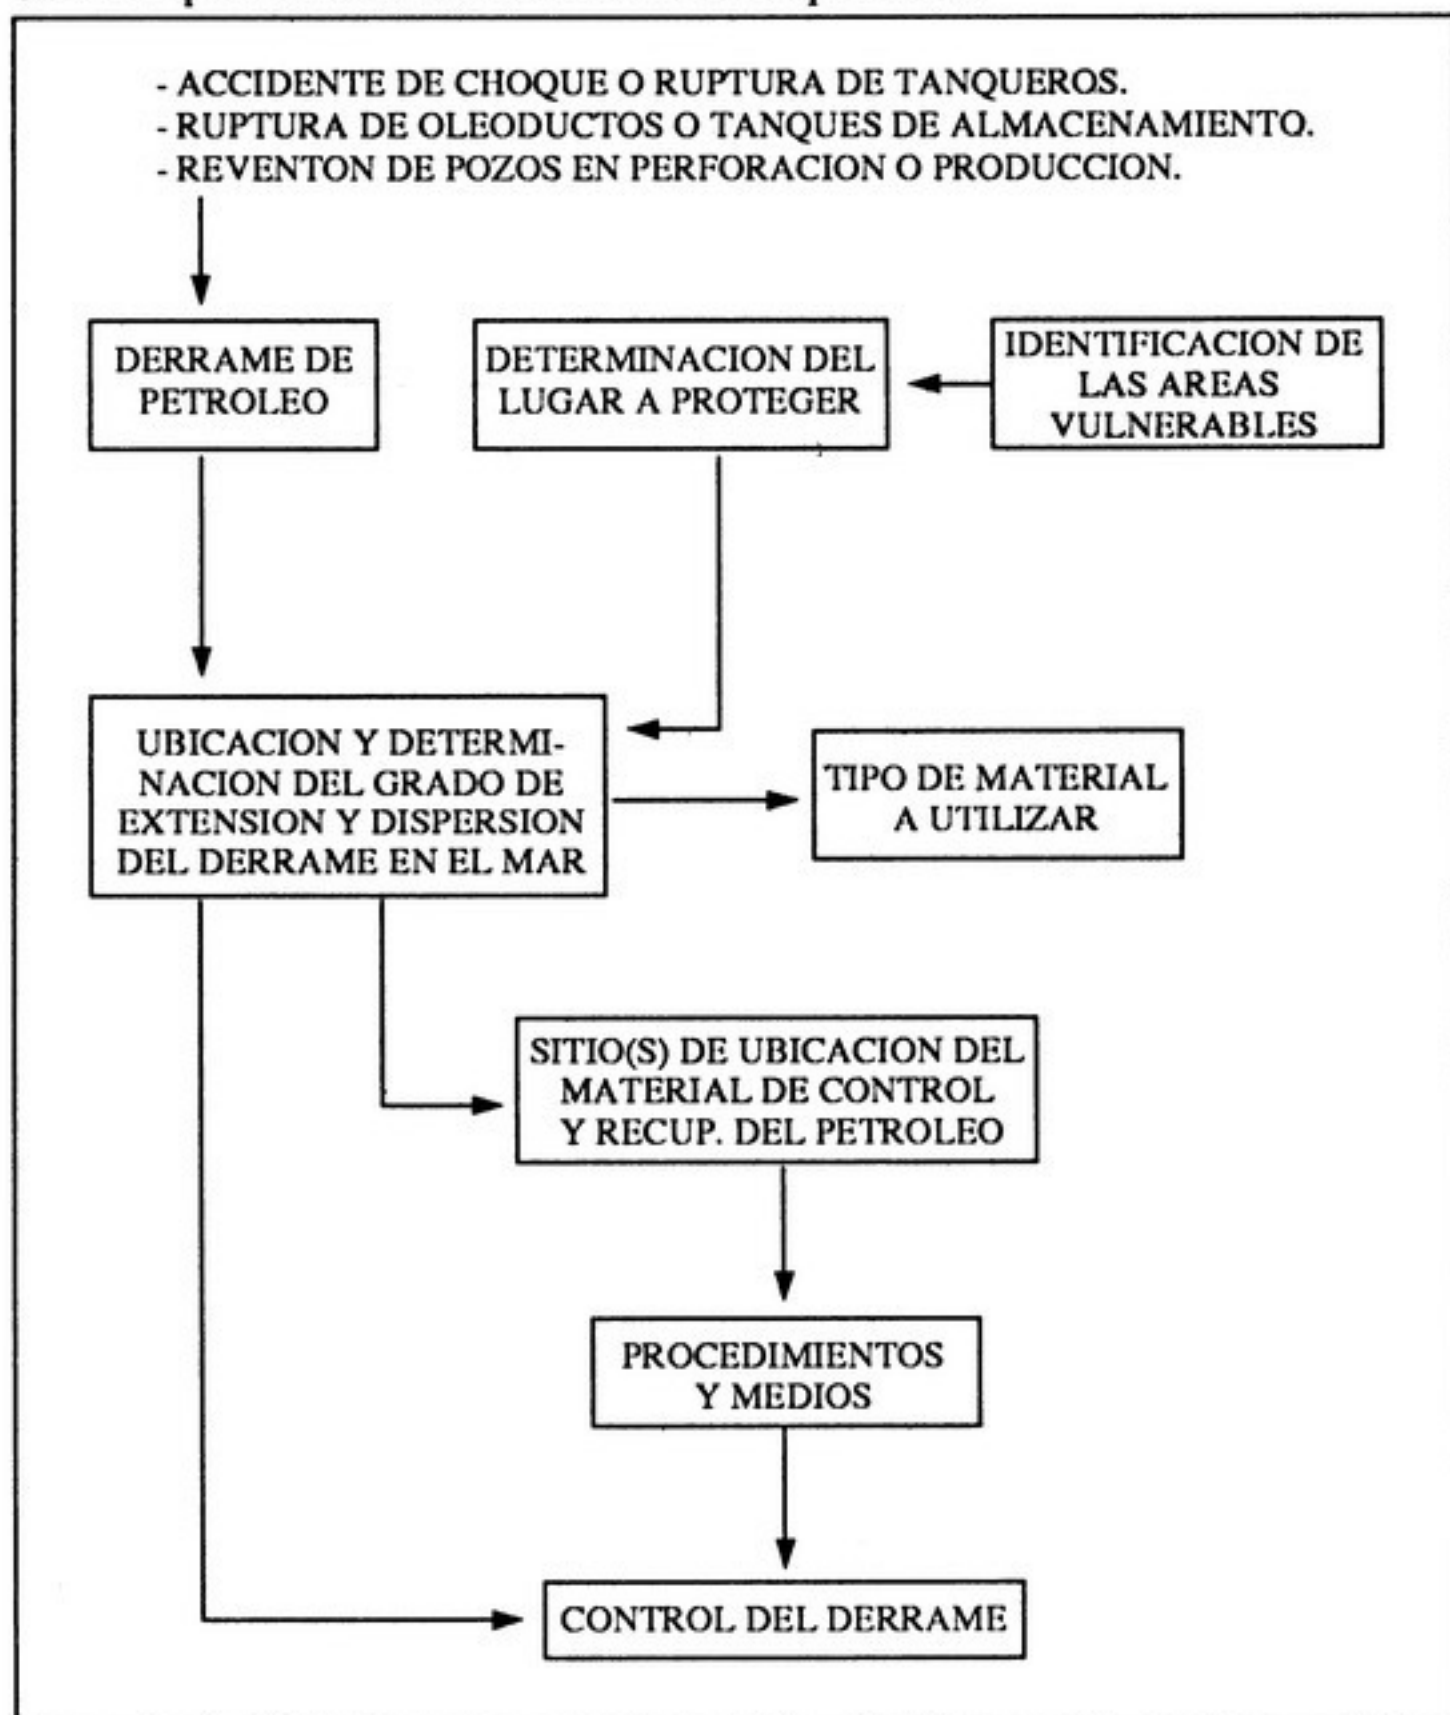 - ACCIDENTE DE CHOQUE O RUPTURA DE TANQUEROS.
- RUPTURA DE OLEODUCTOS O TANQUES DE ALMACENAMIENTO.
- REVENTON DE POZOS EN PERFORACION O PRODUCCION.
DERRAME DE
PETROLEO
DETERMINACION DEL
LUGAR A PROTEGER
IDENTIFICACION DE
LAS AREAS
VULNERABLES
UBICACION Y DETERMI-
NACION DEL GRADO DE
EXTENSION Y DISPERSION
DEL DERRAME EN EL MAR
TIPO DE MATERIAL
A UTILIZAR
SITIO(S) DE UBICACION DEL
MATERIAL DE CONTROL
Y RECUP. DEL PETROLEO
PROCEDIMIENTOS
Y MEDIOS
CONTROL DEL DERRAME